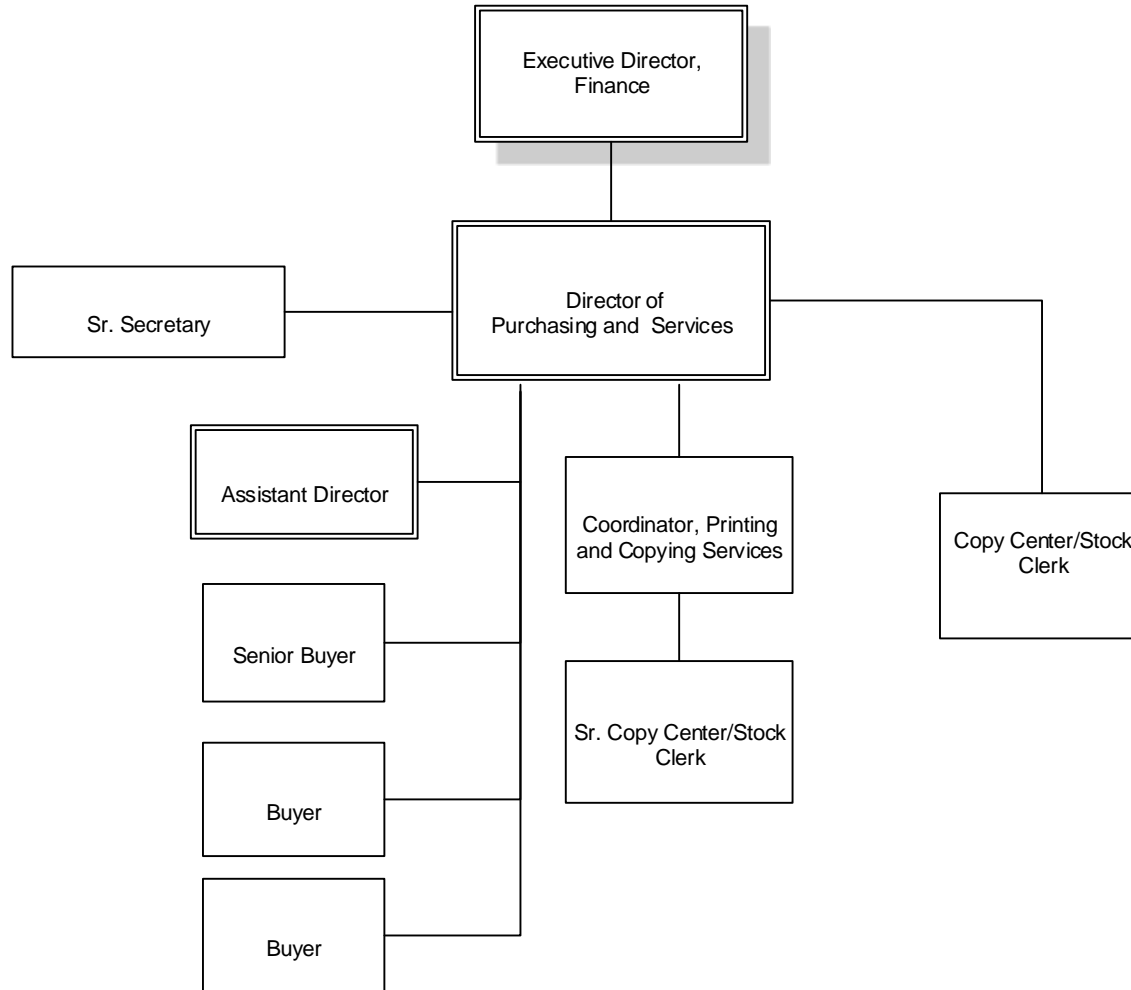 Executive Director,
Finance
Director of
Purchasing and Services
Sr. Secretary
Assistant Director
Coordinator, Printing
and Copying Services
Copy Center/Stock
Clerk
Senior Buyer
Sr. Copy Center/Stock
Clerk
Buyer
Buyer